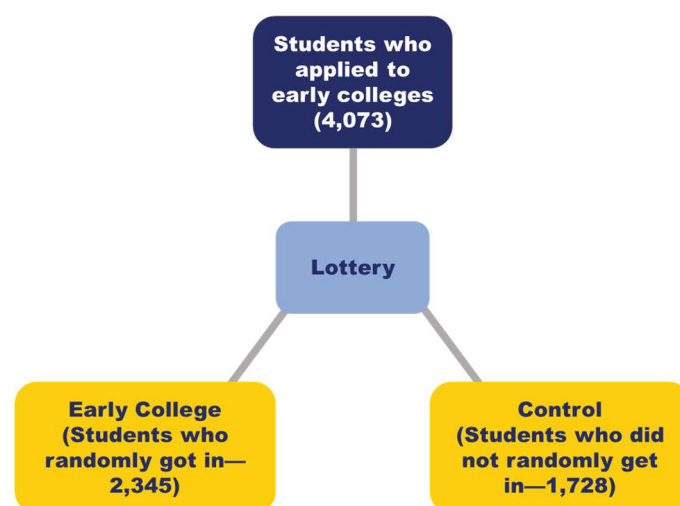 Students who
applied to
early colleges
(4,073)
Lottery
Early College
(Students who
randomly got in—
2,345)
Control
(Students who did
not randomly get
in—1,728)